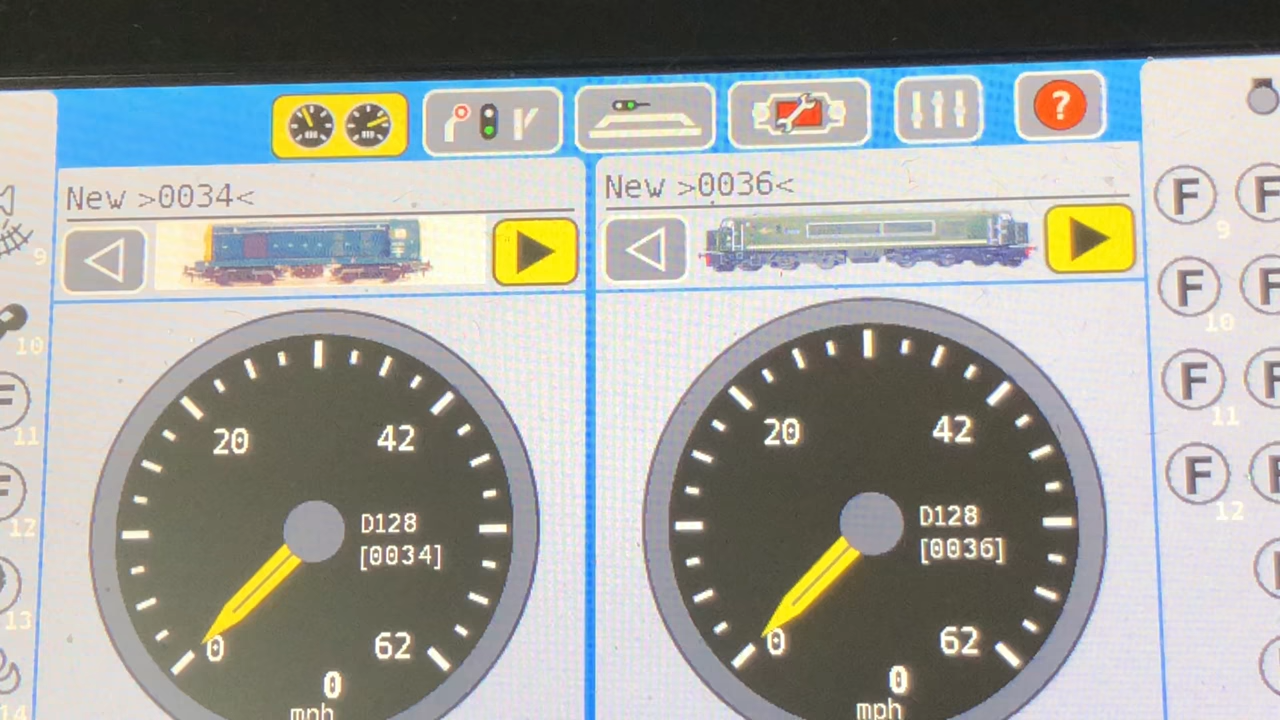 ?
New >0034<
New >0036<
F F
9
9
F F
10
10
F
F F
11
11
F
F F
12
12
13
14
20 42
D128
[0034]
0 62
0
mph
20 42
D128
[0036]
0 62
0
mph